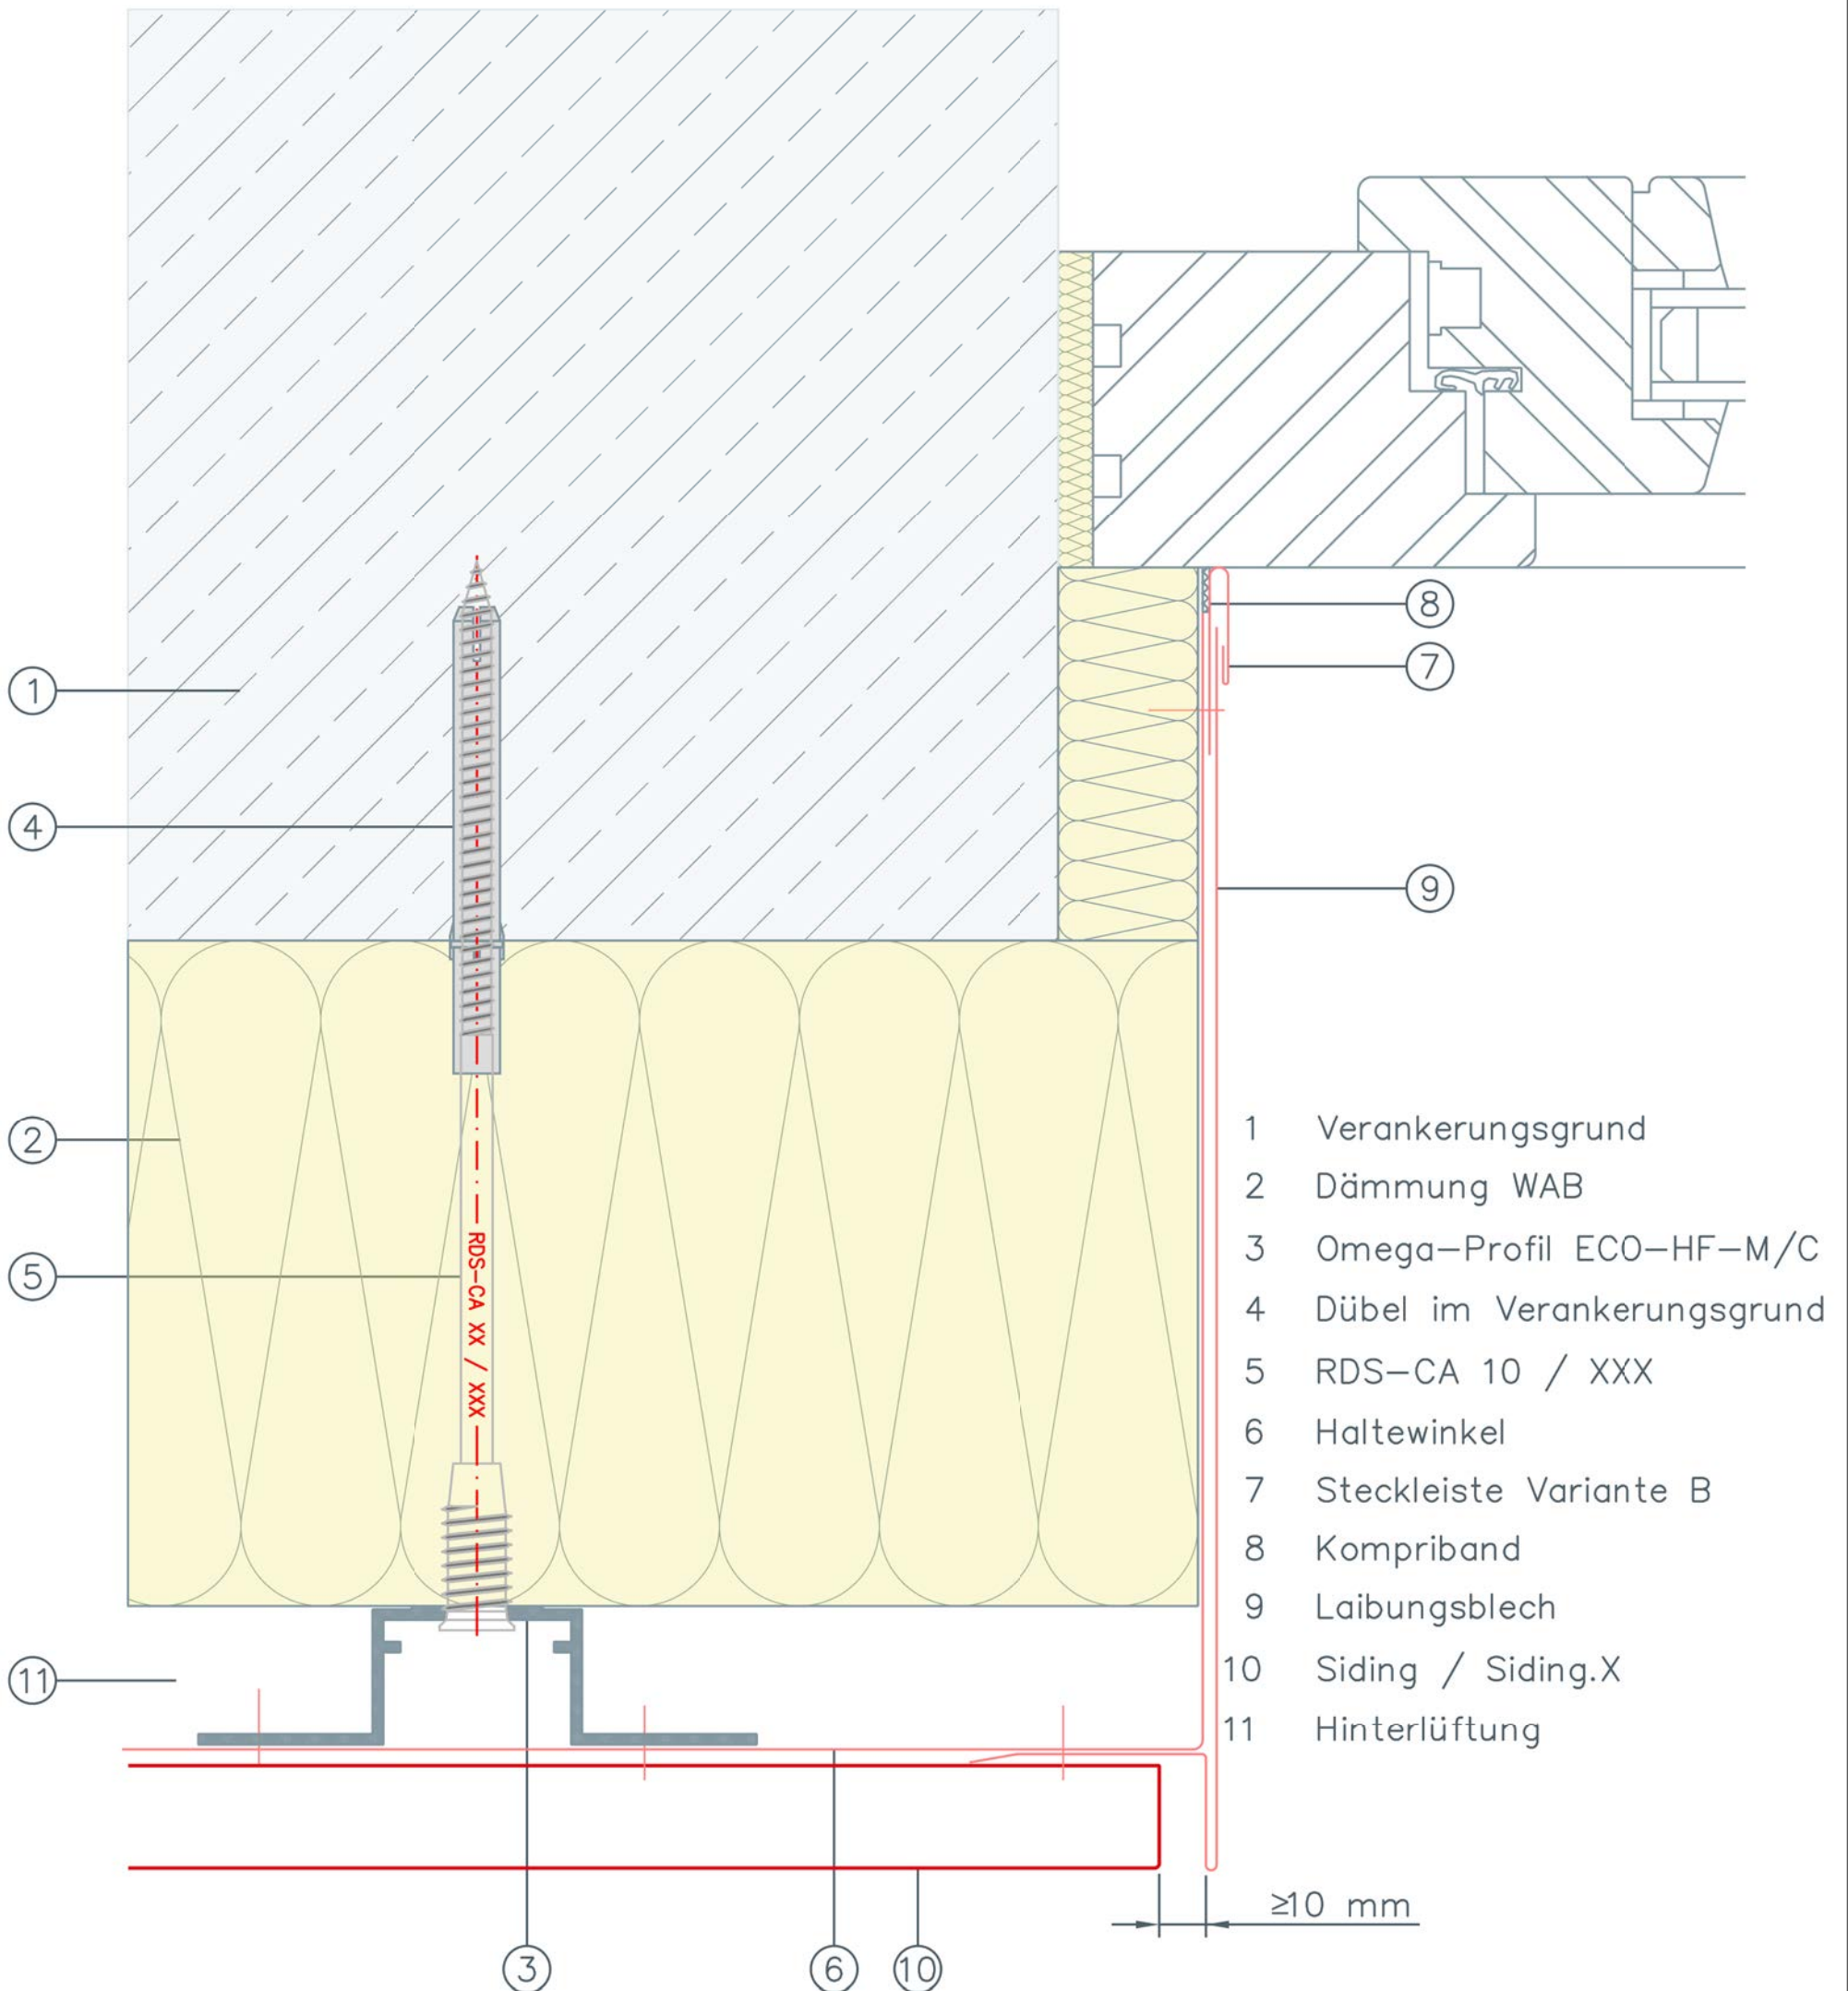 8
7
1
4
9
2
5
RDS-CA XX / XXX
11
1 Verankerungsgrund
2 Dämmung WAB
3 Omega-Profil ECO-HF-M/C
4 Dübel im Verankerungsgrund
5 RDS-CA 10 / XXX
6 Haltewinkel
7 Steckleiste Variante B
8 Kompriband
9 Laibungsblech
10 Siding / Siding.X
11 Hinterlüftung
≥10 mm
3
6
10